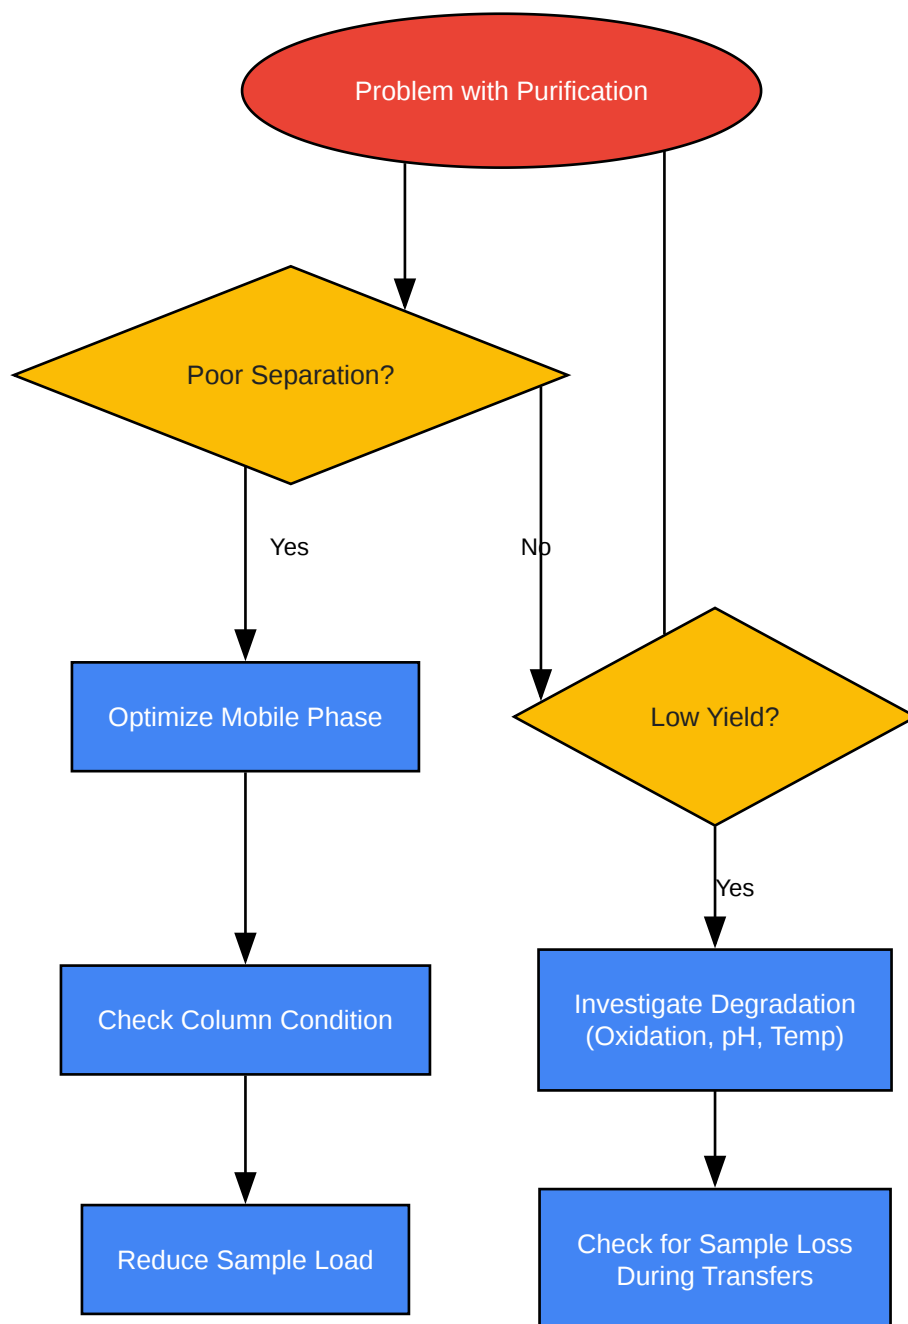 Problem with Purification
Poor Separation?
Yes
No
Optimize Mobile Phase
Low Yield?
Yes
Check Column Condition
Investigate Degradation
(Oxidation, pH, Temp)
Reduce Sample Load
Check for Sample Loss
During Transfers